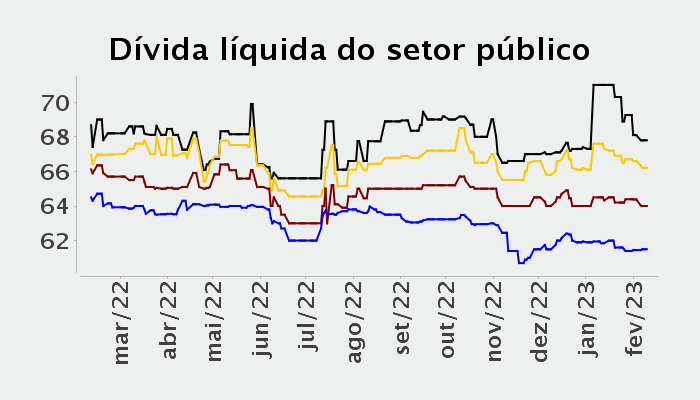 Dívida líquida do setor público
70
68
66
64
62
mar/22
abr/22
mai/22
jun/22
jul/22
ago/22
set/22
out/22
nov/22
dez/22
jan/23
fev/23